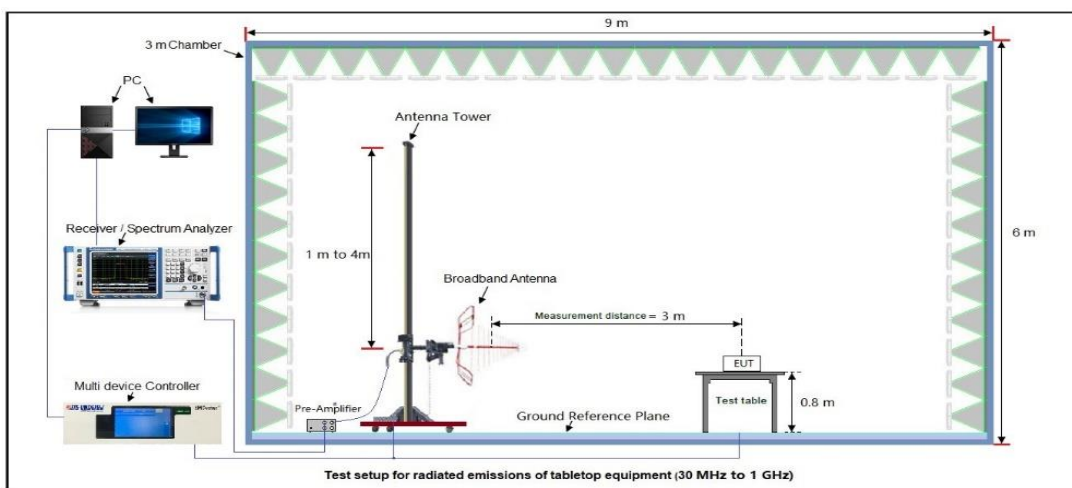 9 m
3 m Chamber
PC
Antenna Tower
Receiver / Spectrum Analyzer
1 m to 4m
6 m
Broadband Antenna
Measurement distance = 3 m
EUT
Multi device Controller
Test table
0.8 m
Pre-Amplifier
Ground Reference Plane
Test setup for radiated emissions of tabletop equipment (30 MHz to 1 GHz)